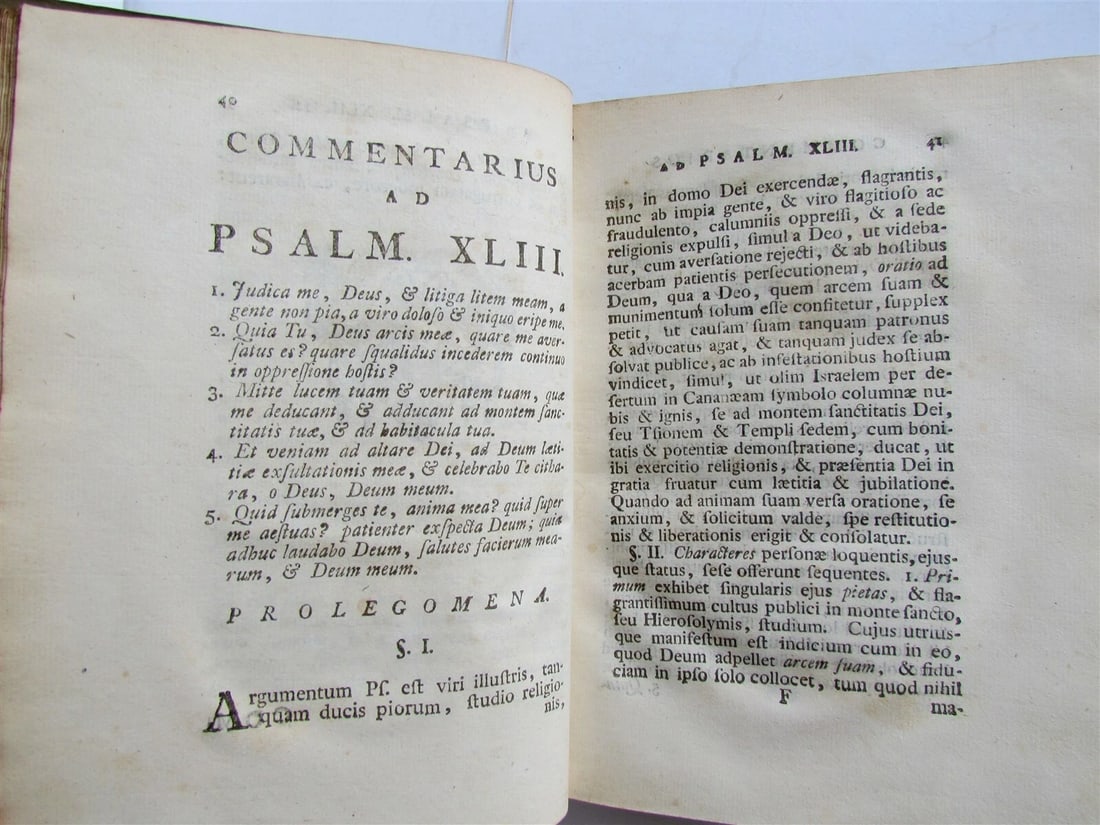 40
COMMENTARIUS
AD
PSALM. XLIII.
1. Judica me, Deus, & litiga litem meam, a
gente non pia, a viro doloſo & iniquo eripe me.
2. Quia Tu, Deus arcis meæ, quare me aver-
ſatus es? quare ſqualidus incederem continuo
in oppreſſione hoſtis?
3. Mitte lucem tuam & veritatem tuam, quæ
me deducant, & adducant ad montem ſanc-
titatis tuæ, & ad habitacula tua.
4. Et veniam ad altare Dei, ad Deum læti-
tiæ exſultationis meæ, & celebrabo Te citha-
ra, o Deus, Deum meum.
5. Quid ſubmerges te, anima mea? quid ſuper
me aeſtuas? patienter exſpecta Deum; quia
adhuc laudabo Deum, ſalutes facierum mea-
rum, & Deum meum.
PROLEGOMENA.
§. I.
Argumentum Pſ. eſt viri illuſtris, tan-
quam ducis piorum, ſtudio religio-
nis,
AD PSALM. XLIII. 41
nis, in domo Dei exercendæ, flagrantis,
nunc ab impia gente, & viro flagitioſo ac
fraudulento, calumniis oppreſſi, & a ſede
religionis expulſi, ſimul a Deo, ut videba-
tur, cum averſatione rejecti, & ab hoſtibus
acerbam patientis perſecutionem, oratio ad
Deum, qua a Deo, quem arcem ſuam &
munimentum ſolum eſſe confitetur, ſupplex
petit, ut cauſam ſuam tanquam patronus
& advocatus agat, & tanquam judex ſe ab-
ſolvat publice, ac ab infeſtationibus hoſtium
vindicet, ſimul, ut olim Israelem per de-
ſertum in Canaæam ſymbolo columnæ nu-
bis & ignis, ſe ad montem ſanctitatis Dei,
ſeu Tſionem & Templi ſedem, cum boni-
tatis & potentiæ demonſtratione, ducat, ut
ibi exercitio religionis, & præſentia Dei in
gratia fruatur cum lætitia & jubilatione.
Quando ad animam ſuam verſa oratione, ſe
anxium, & ſolicitum valde, ſpe reſtitutio-
nis & liberationis erigit & conſolatur.
§. II. Characteres perſonæ loquentis, ejus-
que ſtatus, ſeſe offerunt ſequentes. 1. Pri-
mum exhibet ſingularis ejus pietas, & fla-
grantiſſimum cultus publici in monte ſancto,
ſeu Hieroſolymis, ſtudium. Cujus utrius-
que manifeſtum eſt indicium cum in eo,
quod Deum adpellet arcem ſuam, & fidu-
ciam in ipſo ſolo collocet, tum quod nihil
F
ma-